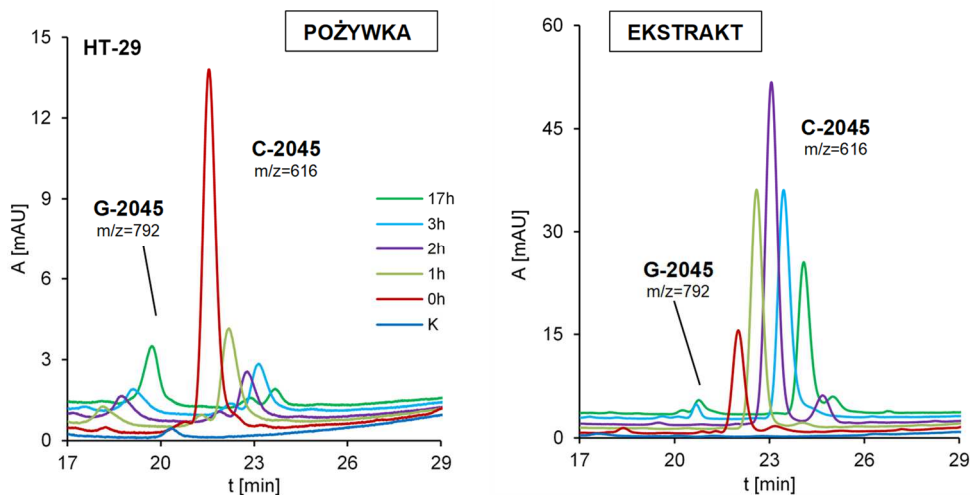 POŻYWKA
HT-29
15
12
9
6
3
0
A [mAU]
C-2045
m/z=616
G-2045
m/z=792
17h
3h
2h
1h
0h
K
17
20
23
26
29
t [min]
EKSTRAKT
60
45
30
15
0
A [mAU]
C-2045
m/z=616
G-2045
m/z=792
17
20
23
26
29
t [min]